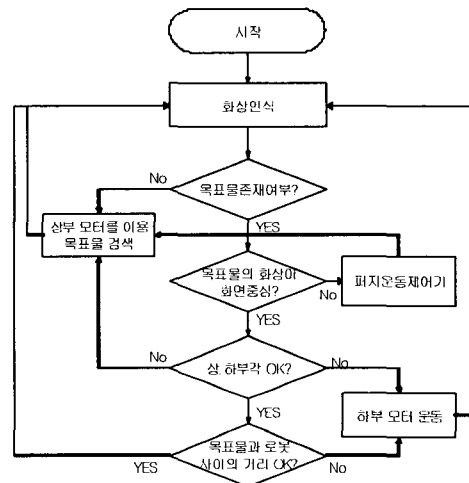 시작
화상인식
No
목표물존재여부?
상부 모터를 이용
목표물 검색
YES
목표물의 화상이
화면중심?
No
퍼지운동제어기
YES
No
상, 하부각 OK?
No
YES
하부 모터 운동
목표물과 로봇
사이의 거리 OK?
YES
No